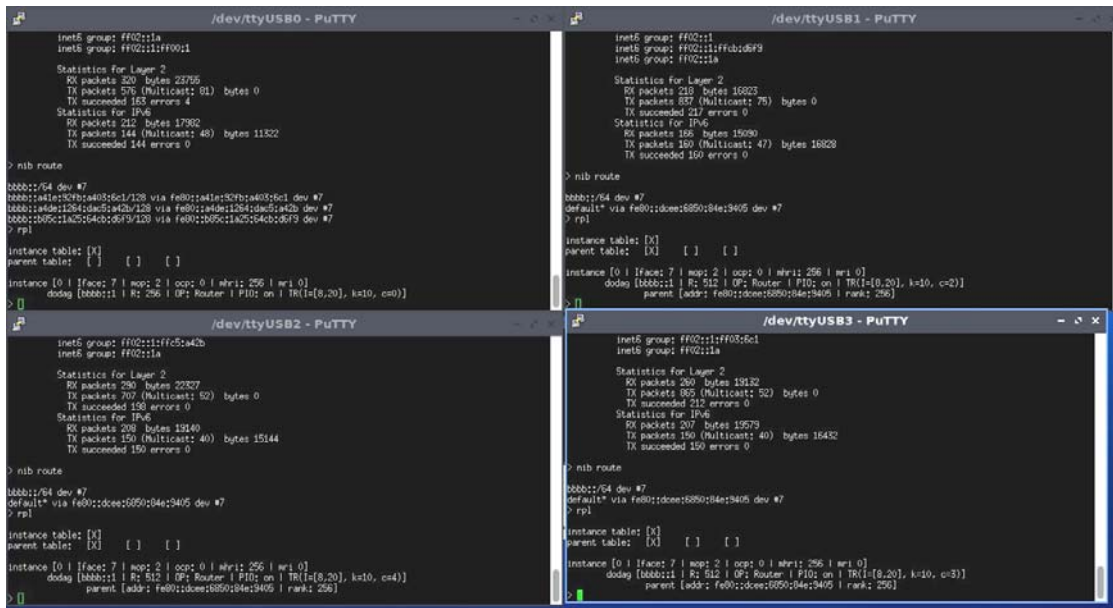 /dev/ttyUSB0 - PuTTY
inet6 group: ff02::1a
inet6 group: ff02::1:ff00:1
Statistics for Layer 2
RX packets 320 bytes 23755
TX packets 576 (Multicast: 81) bytes 0
TX succeeded 163 errors 4
Statistics for IPv6
RX packets 212 bytes 17982
TX packets 144 (Multicast: 48) bytes 11322
TX succeeded 144 errors 0
> nib route
bbbb::/64 dev #7
bbbb::a41e:92fb:a403:6c1/128 via fe80::a41e:92fb:a403:6c1 dev #7
bbbb::a4de:1264:dac5:a42b/128 via fe80::a4de:1264:dac5:a42b dev #7
bbbb::b85c:1a25:64cb:d6f9/128 via fe80::b85c:1a25:64cb:d6f9 dev #7
> rpl
instance table: [X]
parent table: [ ] [ ] [ ]
instance [0 | Iface: 7 | mop: 2 | ocp: 0 | mhri: 256 | mri 0]
dodag [bbbb::1 | R: 256 | OP: Router | PIO: on | TR(I=[8,20], k=10, c=0)]
>
/dev/ttyUSB1 - PuTTY
inet6 group: ff02::1
inet6 group: ff02::1:ffcb:d6f9
inet6 group: ff02::1a
Statistics for Layer 2
RX packets 218 bytes 16823
TX packets 837 (Multicast: 75) bytes 0
TX succeeded 217 errors 0
Statistics for IPv6
RX packets 166 bytes 15090
TX packets 160 (Multicast: 47) bytes 16828
TX succeeded 160 errors 0
> nib route
bbbb::/64 dev #7
default* via fe80::dcee:6850:84e:9405 dev #7
> rpl
instance table: [X]
parent table: [X] [ ] [ ]
instance [0 | Iface: 7 | mop: 2 | ocp: 0 | mhri: 256 | mri 0]
dodag [bbbb::1 | R: 512 | OP: Router | PIO: on | TR(I=[8,20], k=10, c=2)]
parent [addr: fe80::dcee:6850:84e:9405 | rank: 256]
>
/dev/ttyUSB2 - PuTTY
inet6 group: ff02::1:ffc5:a42b
inet6 group: ff02::1a
Statistics for Layer 2
RX packets 290 bytes 22327
TX packets 707 (Multicast: 52) bytes 0
TX succeeded 198 errors 0
Statistics for IPv6
RX packets 208 bytes 19140
TX packets 150 (Multicast: 40) bytes 15144
TX succeeded 150 errors 0
> nib route
bbbb::/64 dev #7
default* via fe80::dcee:6850:84e:9405 dev #7
> rpl
instance table: [X]
parent table: [X] [ ] [ ]
instance [0 | Iface: 7 | mop: 2 | ocp: 0 | mhri: 256 | mri 0]
dodag [bbbb::1 | R: 512 | OP: Router | PIO: on | TR(I=[8,20], k=10, c=4)]
parent [addr: fe80::dcee:6850:84e:9405 | rank: 256]
>
/dev/ttyUSB3 - PuTTY
inet6 group: ff02::1:ff03:6c1
inet6 group: ff02::1a
Statistics for Layer 2
RX packets 260 bytes 19132
TX packets 865 (Multicast: 52) bytes 0
TX succeeded 212 errors 0
Statistics for IPv6
RX packets 207 bytes 19579
TX packets 150 (Multicast: 40) bytes 16432
TX succeeded 150 errors 0
> nib route
bbbb::/64 dev #7
default* via fe80::dcee:6850:84e:9405 dev #7
> rpl
instance table: [X]
parent table: [X] [ ] [ ]
instance [0 | Iface: 7 | mop: 2 | ocp: 0 | mhri: 256 | mri 0]
dodag [bbbb::1 | R: 512 | OP: Router | PIO: on | TR(I=[8,20], k=10, c=3)]
parent [addr: fe80::dcee:6850:84e:9405 | rank: 256]
>